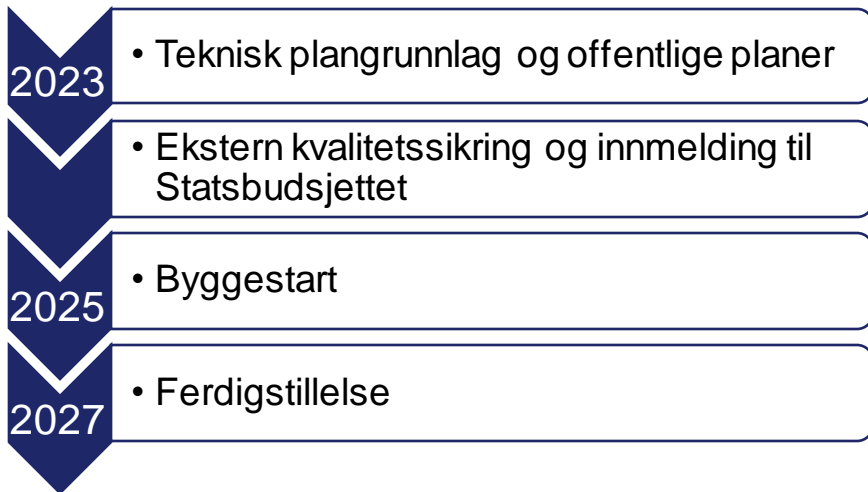 2023
• Teknisk plangrunnlag og offentlige planer
• Ekstern kvalitetssikring og innmelding til
Statsbudsjettet
2025
• Byggestart
2027
• Ferdigstillelse